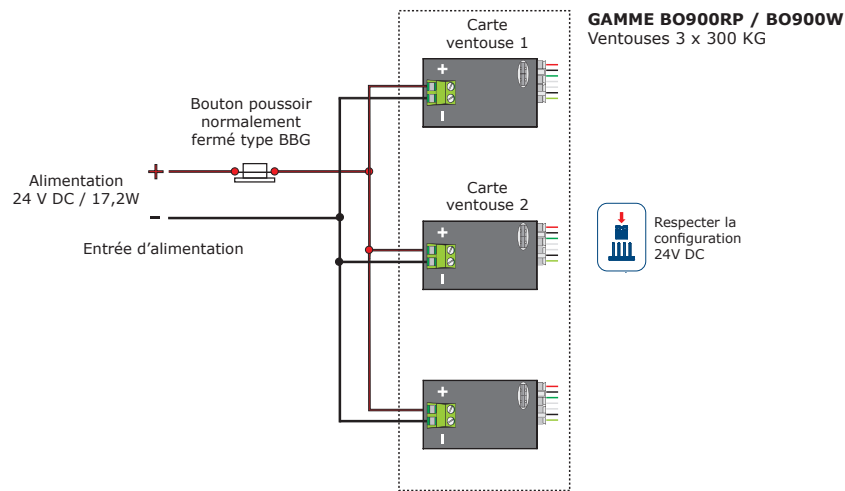 Carte
ventouse 1
GAMME BO900RP / BO900W
Ventouses 3 x 300 KG
+
-
Bouton poussoir
normalement
fermé type BBG
+
Alimentation
24 V DC / 17,2W
-
Entrée d’alimentation
Carte
ventouse 2
+
-
Respecter la
configuration
24V DC
+
-